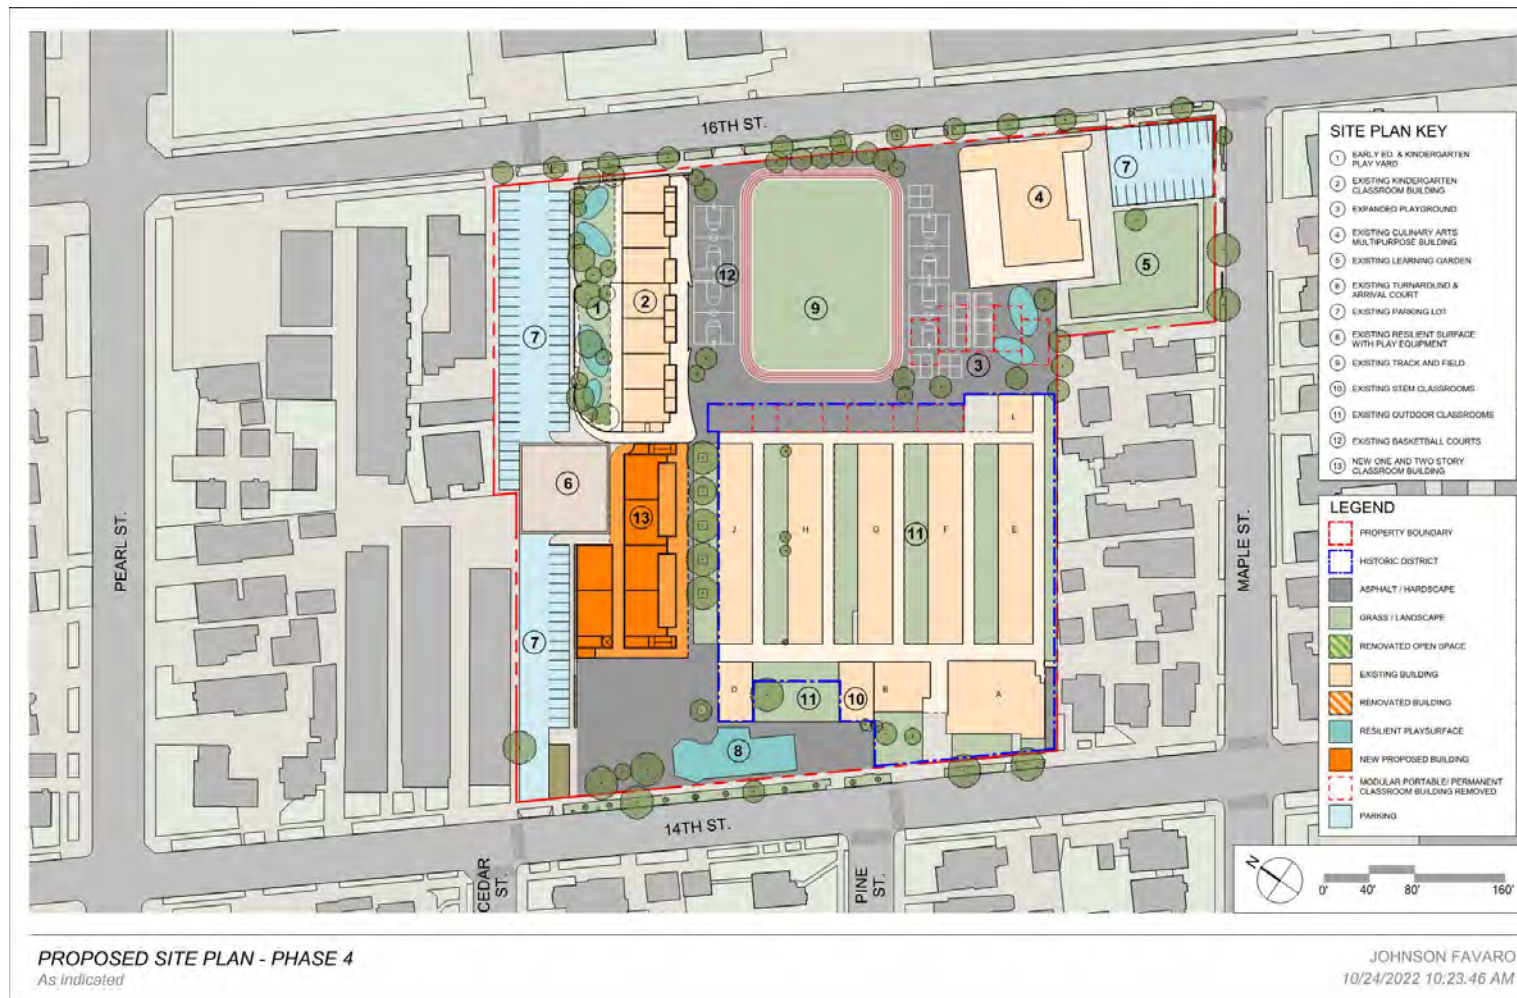 16TH ST.
PEARL ST.
MAPLE ST.
14TH ST.
CEDAR ST.
PINE ST.
7
4
5
1
2
12
9
3
7
6
13
7
11
11
10
8
L
J
H
G
F
E
D
B
A
SITE PLAN KEY
1 EARLY ED. & KINDERGARTEN
PLAY YARD
2 EXISTING KINDERGARTEN
CLASSROOM BUILDING
3 EXPANDED PLAYGROUND
4 EXISTING CULINARY ARTS
MULTIPURPOSE BUILDING
5 EXISTING LEARNING GARDEN
6 EXISTING TURNAROUND &
ARRIVAL COURT
7 EXISTING PARKING LOT
8 EXISTING RESILIENT SURFACE
WITH PLAY EQUIPMENT
9 EXISTING TRACK AND FIELD
10 EXISTING STEM CLASSROOMS
11 EXISTING OUTDOOR CLASSROOMS
12 EXISTING BASKETBALL COURTS
13 NEW ONE AND TWO STORY
CLASSROOM BUILDING
LEGEND
PROPERTY BOUNDARY
HISTORIC DISTRICT
ASPHALT / HARDSCAPE
GRASS / LANDSCAPE
RENOVATED OPEN SPACE
EXISTING BUILDING
RENOVATED BUILDING
RESILIENT PLAYSURFACE
NEW PROPOSED BUILDING
MODULAR PORTABLE/ PERMANENT
CLASSROOM BUILDING REMOVED
PARKING
N
0' 40' 80' 160'
PROPOSED SITE PLAN - PHASE 4
As indicated
JOHNSON FAVARO
10/24/2022 10:23:46 AM